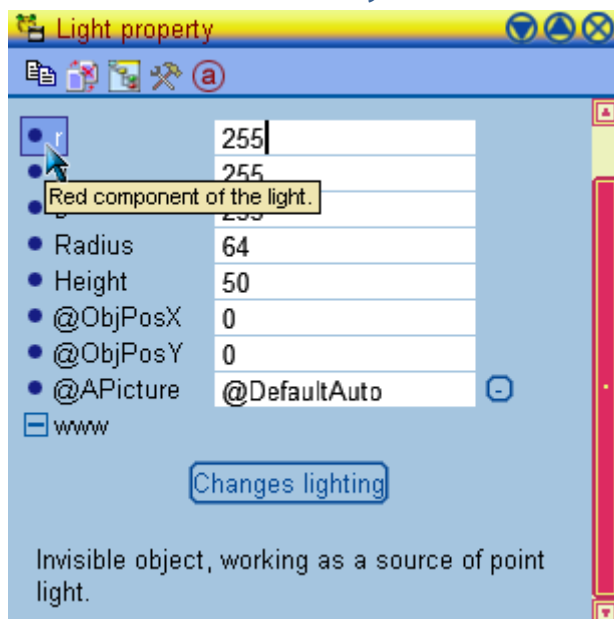 Light property
a
r 255
255
Red component of the light.
255
Radius 64
Height 50
@ObjPosX 0
@ObjPosY 0
@APicture @DefaultAuto
www
Changes lighting
Invisible object, working as a source of point
light.